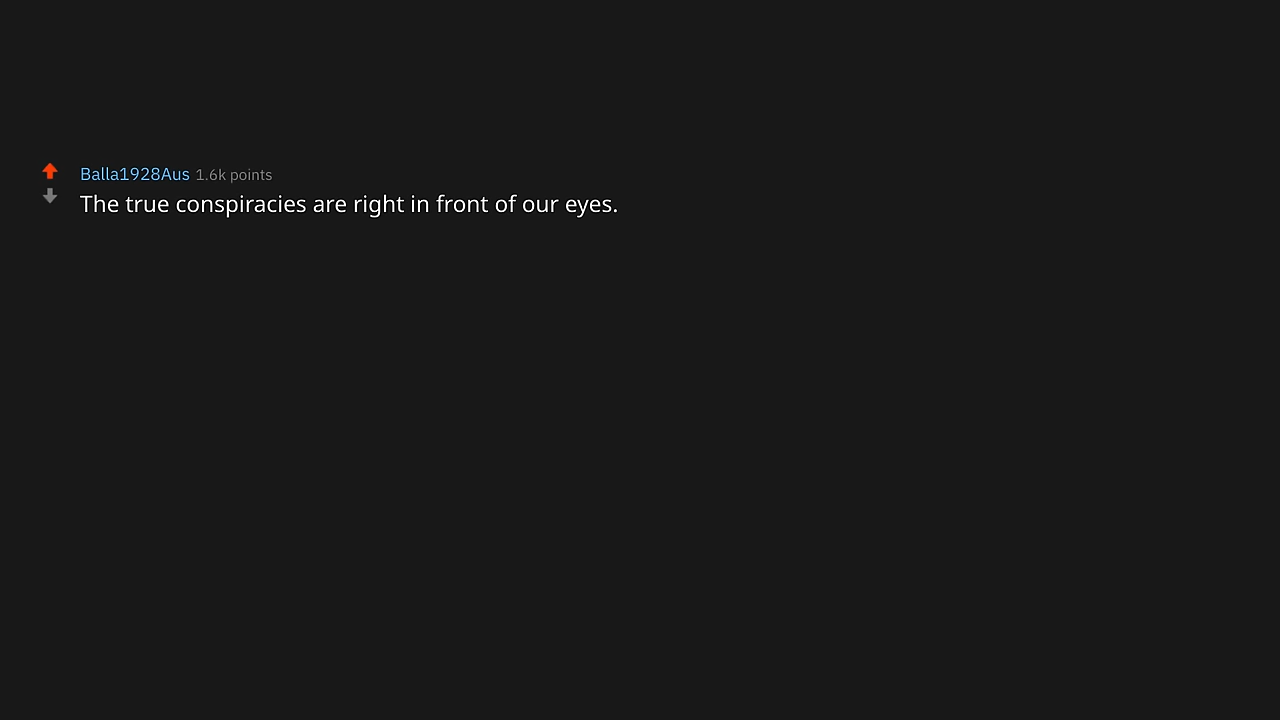 Balla1928Aus 1.6k points
The true conspiracies are right in front of our eyes.